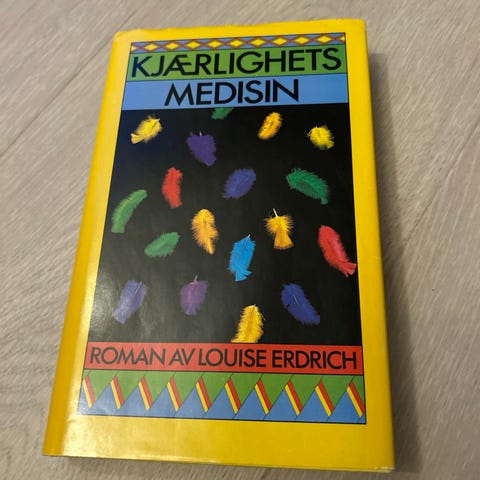 KJÆRLIGHETS
MEDISIN
ROMAN AV LOUISE ERDRICH